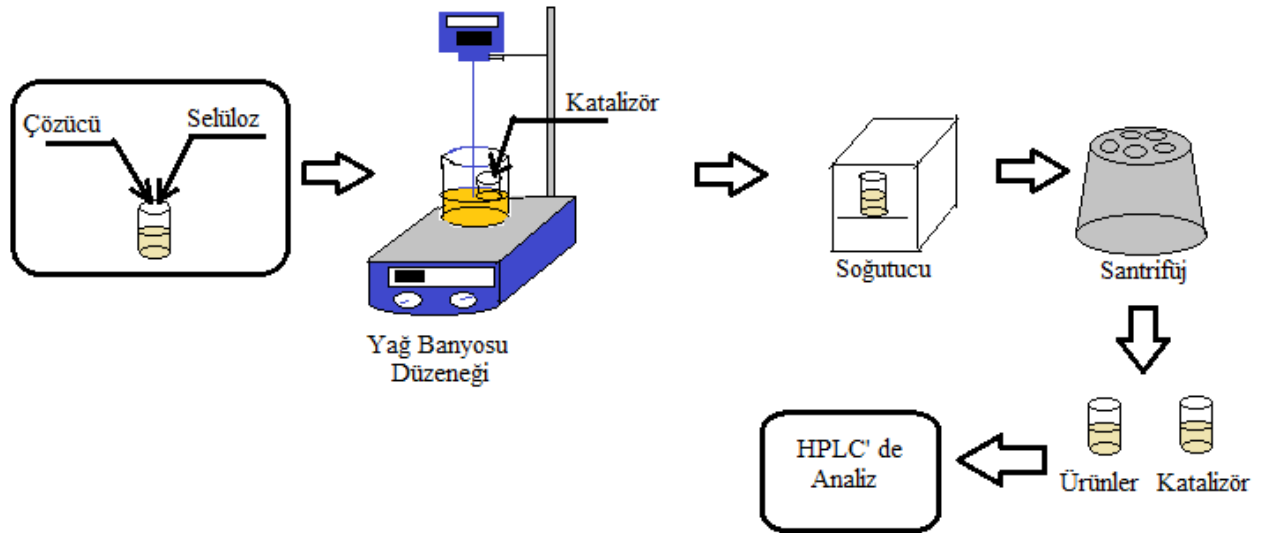 Çözücü
Selüloz
Katalizör
Yağ Banyosu
Düzeneği
Soğutucu
Santrifüj
Ürünler
Katalizör
HPLC' de
Analiz